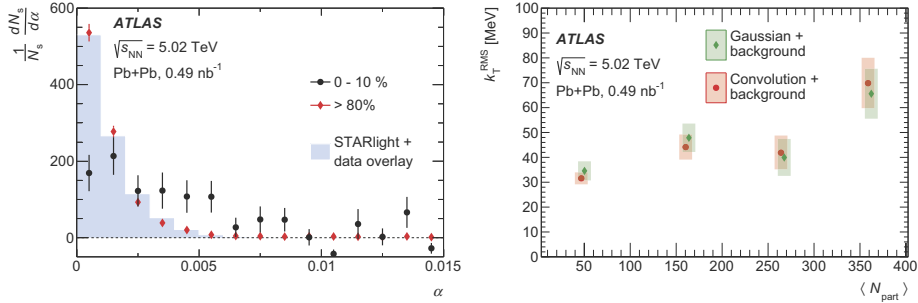 1/N_s dN_s/dα
600
400
200
0
ATLAS
√s_NN = 5.02 TeV
Pb+Pb, 0.49 nb⁻¹
0 - 10 %
> 80%
STARlight +
data overlay
0 0.005 0.01 0.015
α
k_T^RMS [MeV]
100
90
80
70
60
50
40
30
20
10
0
ATLAS
√s_NN = 5.02 TeV
Pb+Pb, 0.49 nb⁻¹
Gaussian +
background
Convolution +
background
50 100 150 200 250 300 350 400
⟨ N_part ⟩